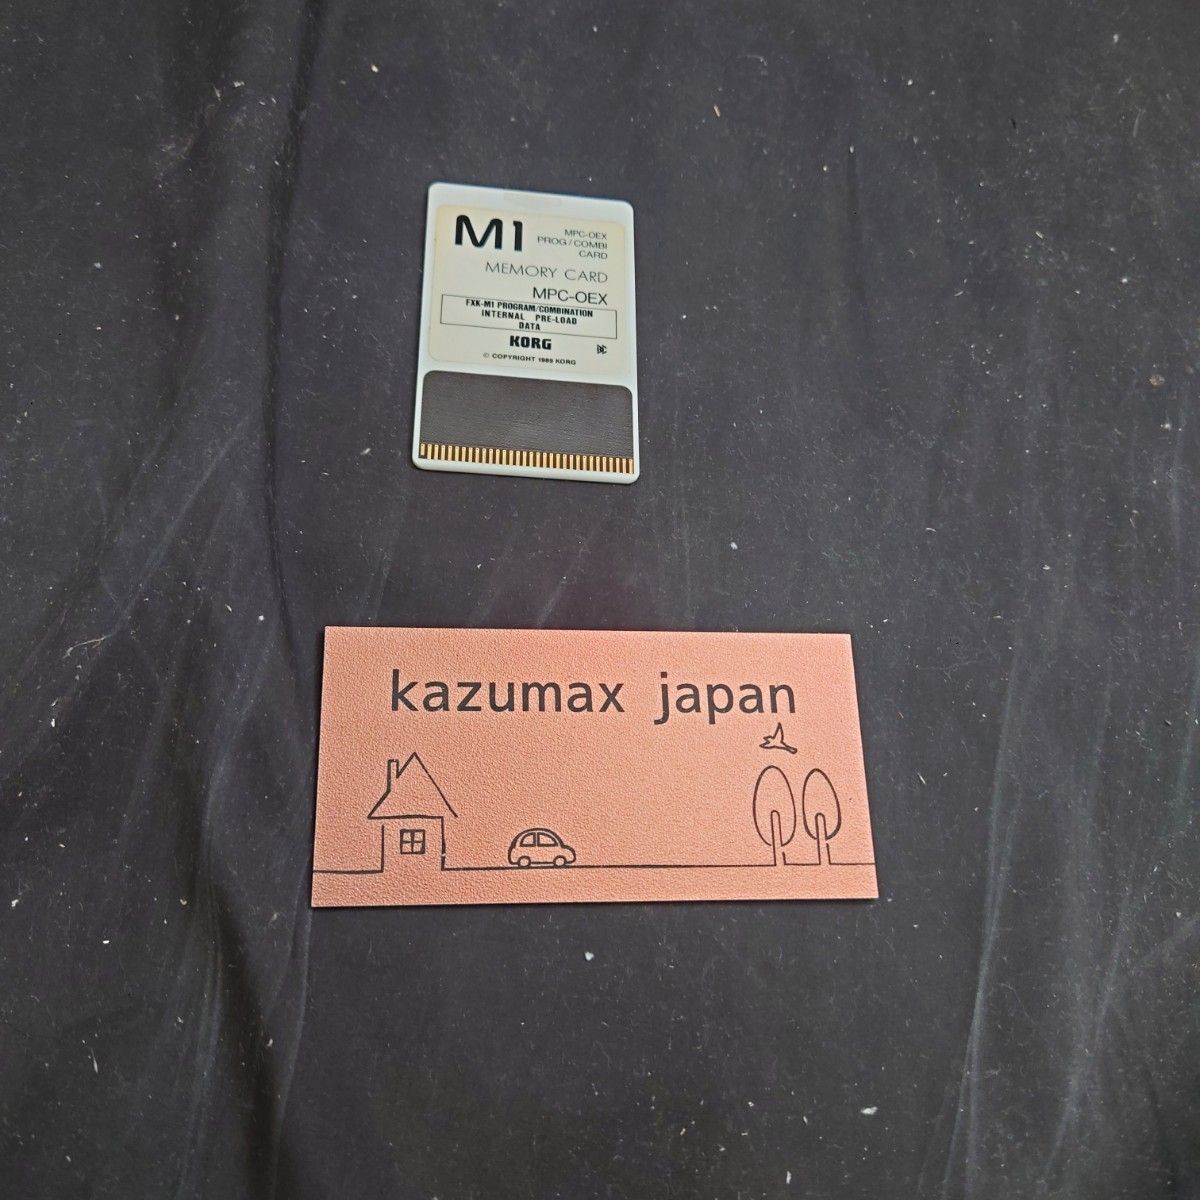 M1
MPC-OEX
PROG/COMBI
CARD
MEMORY CARD
MPC-OEX
FXK-M1 PROGRAM/COMBINATION
INTERNAL PRE-LOAD
DATA
KORG
© COPYRIGHT 1989 KORG
kazumax japan